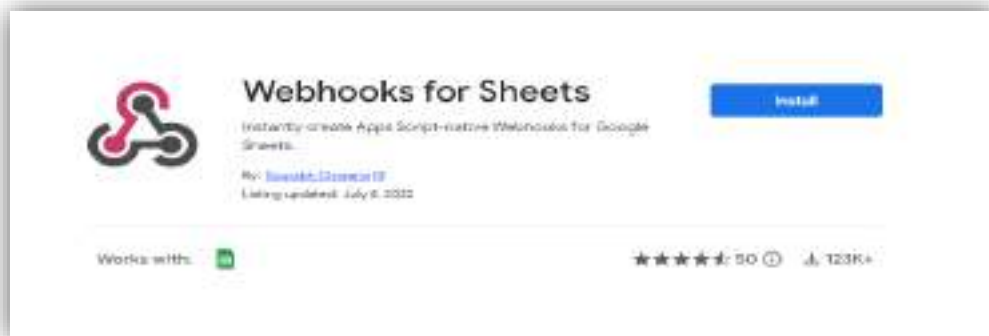 Webhooks for Sheets
Install
Instantly create Apps Script-native Webhooks for Google
Sheets.
By:
Listing updated: July 6, 2022
Works with:
50
123K+